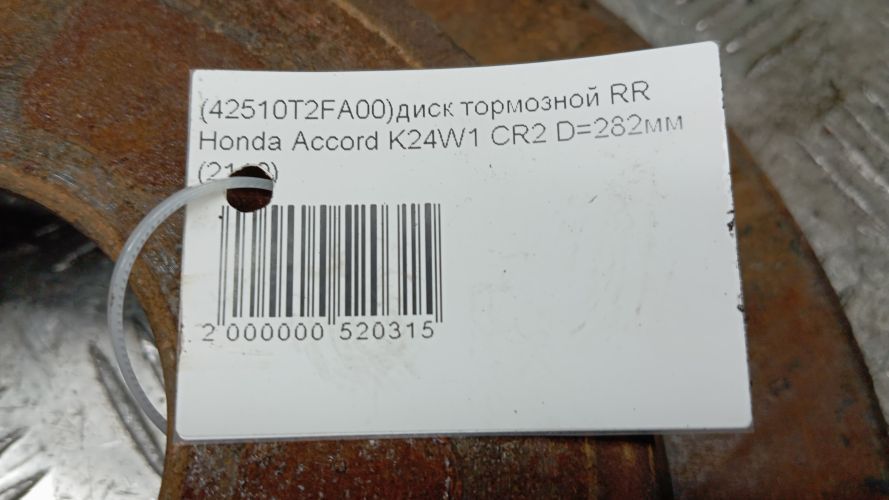 (42510T2FA00)диск тормозной RR
Honda Accord K24W1 CR2 D=282мм
2 000000 520315